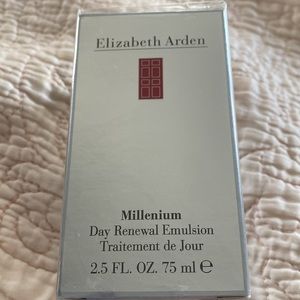 Elizabeth Arden
Millenium
Day Renewal Emulsion
Traitement de Jour
2.5 FL. OZ. 75 ml ℮